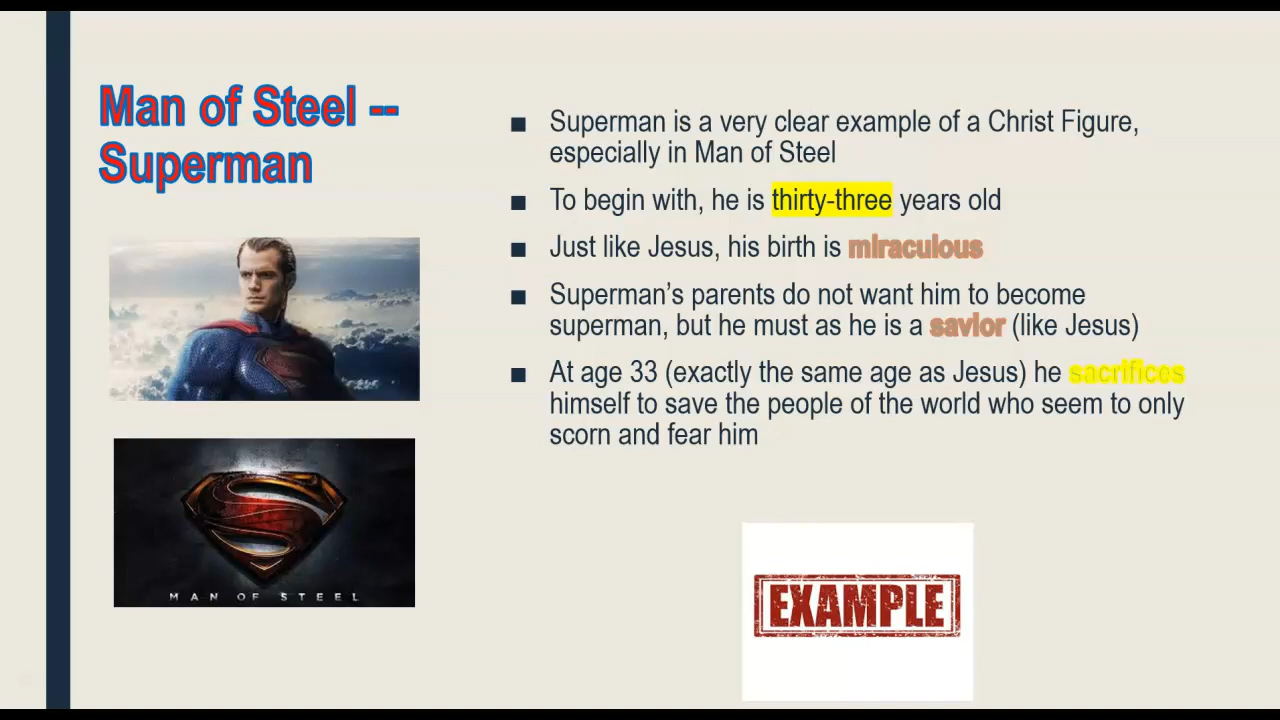 Man of Steel --
Superman
■ Superman is a very clear example of a Christ Figure,
especially in Man of Steel
■ To begin with, he is thirty-three years old
■ Just like Jesus, his birth is miraculous
■ Superman’s parents do not want him to become
superman, but he must as he is a savior (like Jesus)
■ At age 33 (exactly the same age as Jesus) he sacrifices
himself to save the people of the world who seem to only
scorn and fear him
MAN OF STEEL
EXAMPLE